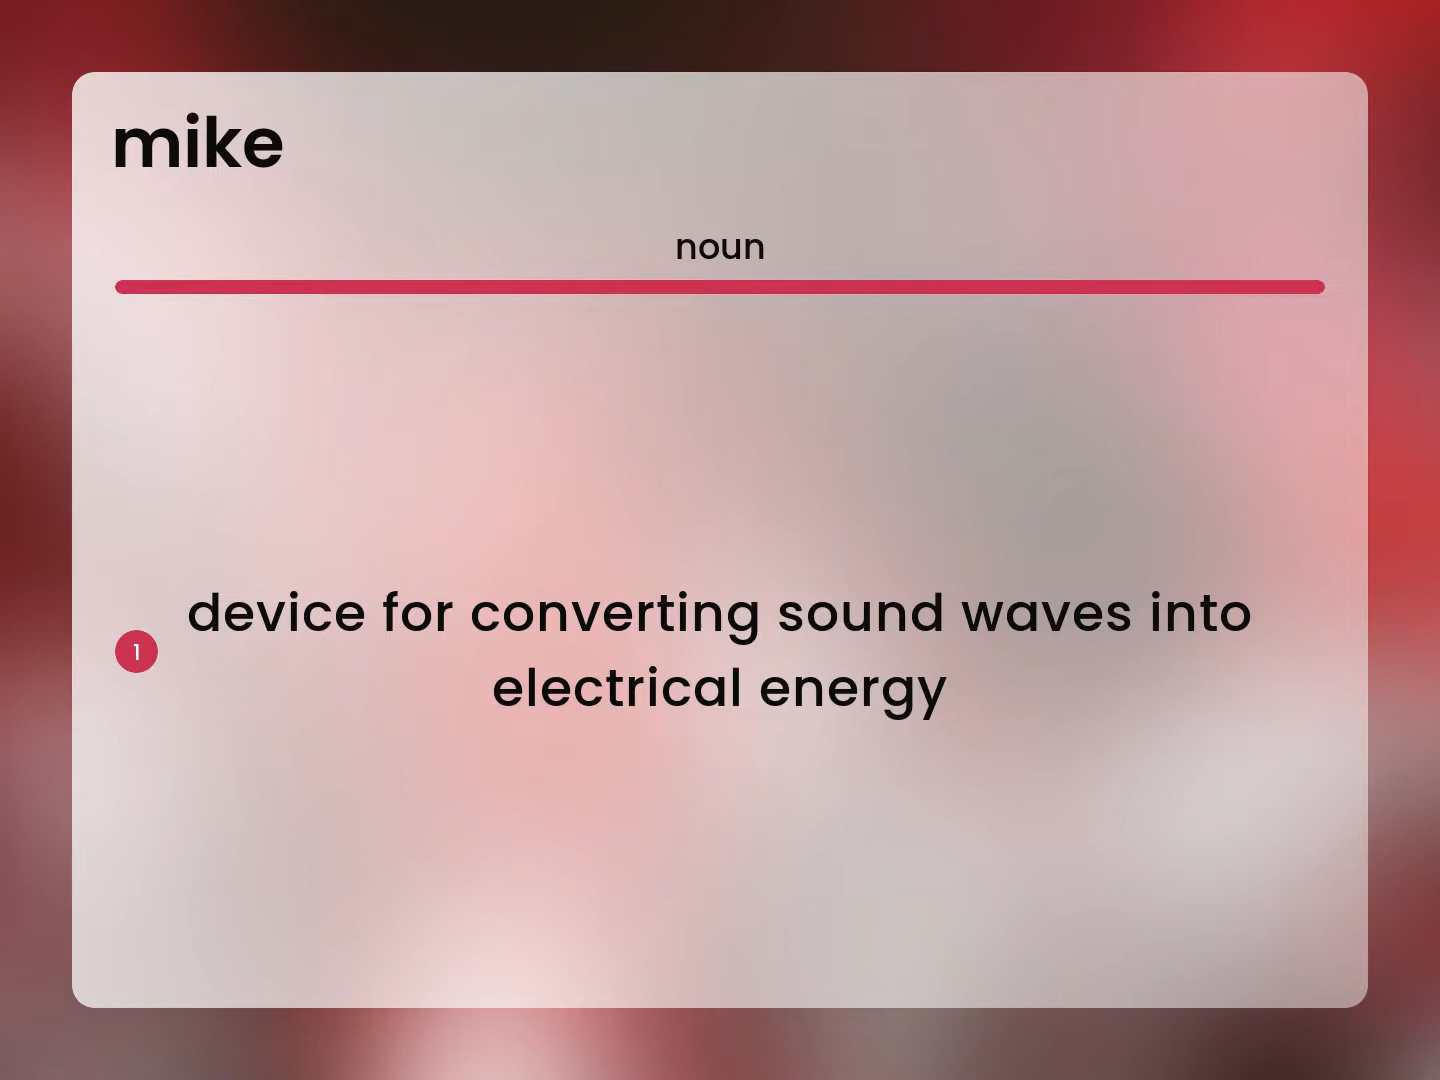 mike
noun
1
device for converting sound waves into
electrical energy